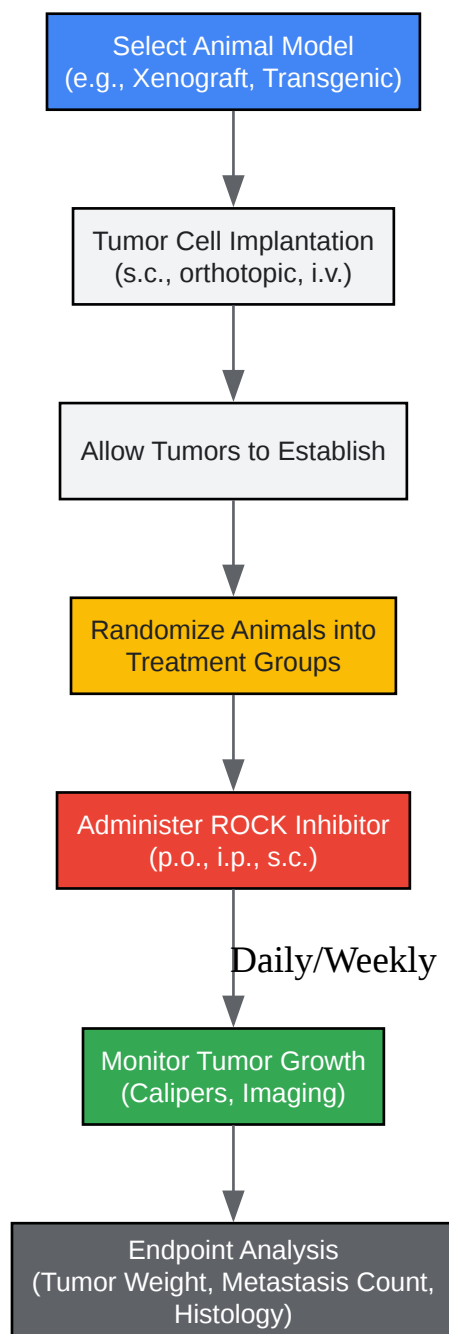 Select Animal Model
(e.g., Xenograft, Transgenic)
Tumor Cell Implantation
(s.c., orthotopic, i.v.)
Allow Tumors to Establish
Randomize Animals into
Treatment Groups
Administer ROCK Inhibitor
(p.o., i.p., s.c.)
Daily/Weekly
Monitor Tumor Growth
(Calipers, Imaging)
Endpoint Analysis
(Tumor Weight, Metastasis Count,
Histology)